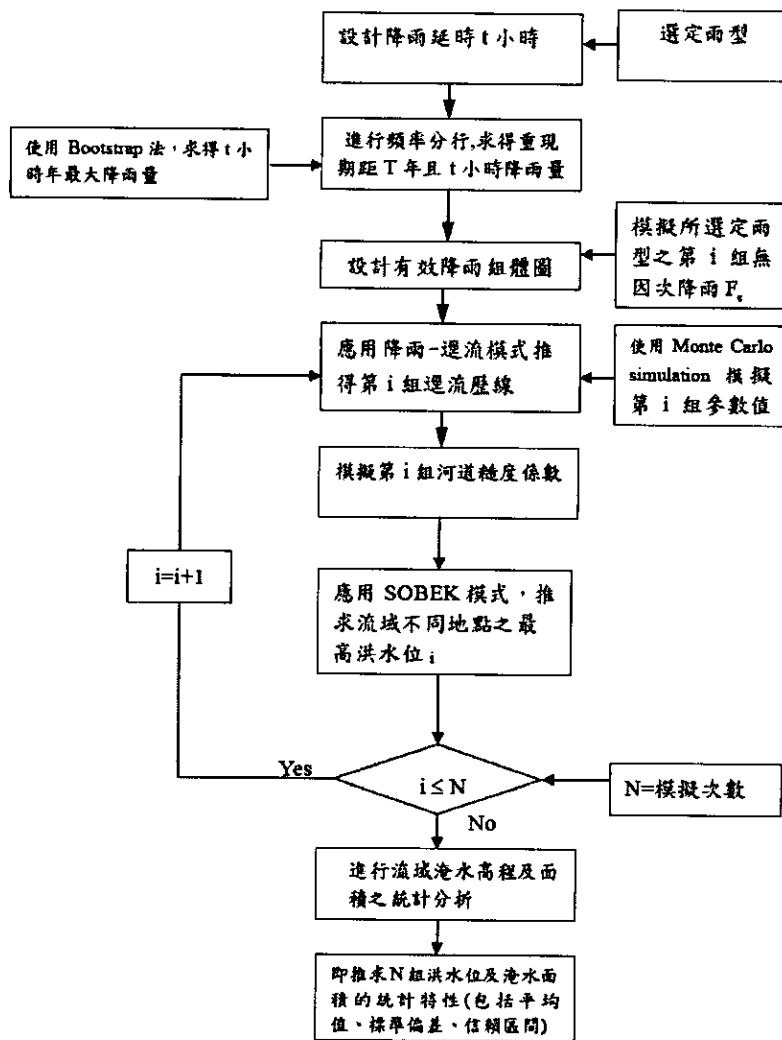 設計降雨延時 t 小時
選定雨型
使用 Bootstrap 法，求得 t 小
時年最大降雨量
進行頻率分行,求得重現
期距 T 年且 t 小時降雨量
模擬所選定雨
型之第 i 組無
因次降雨 Fτ
設計有效降雨組體圖
應用降雨-逕流模式推
得第 i 組逕流歷線
使用 Monte Carlo
simulation 模擬
第 i 組參數值
模擬第 i 組河道糙度係數
i=i+1
應用 SOBEK 模式，推
求流域不同地點之最
高洪水位 i
Yes
i ≤ N
N=模擬次數
No
進行流域淹水高程及面
積之統計分析
即推求 N 組洪水位及淹水面
積的統計特性(包括平均
值、標準偏差、信賴區間)